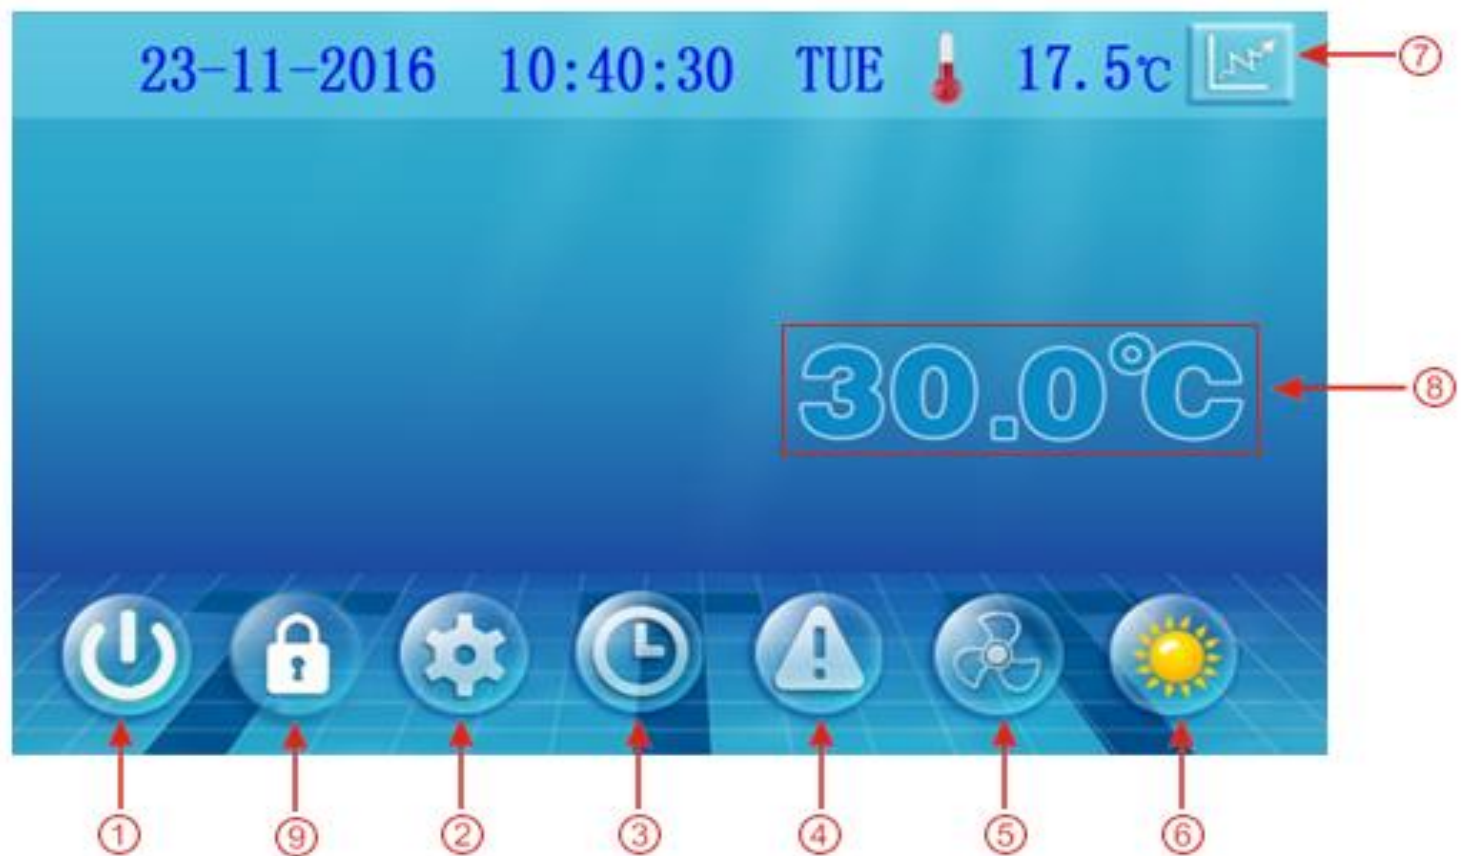 23-11-2016 10:40:30 TUE 17.5℃ ⑦
30.0℃ ⑧
① ⑨ ② ③ ④ ⑤ ⑥